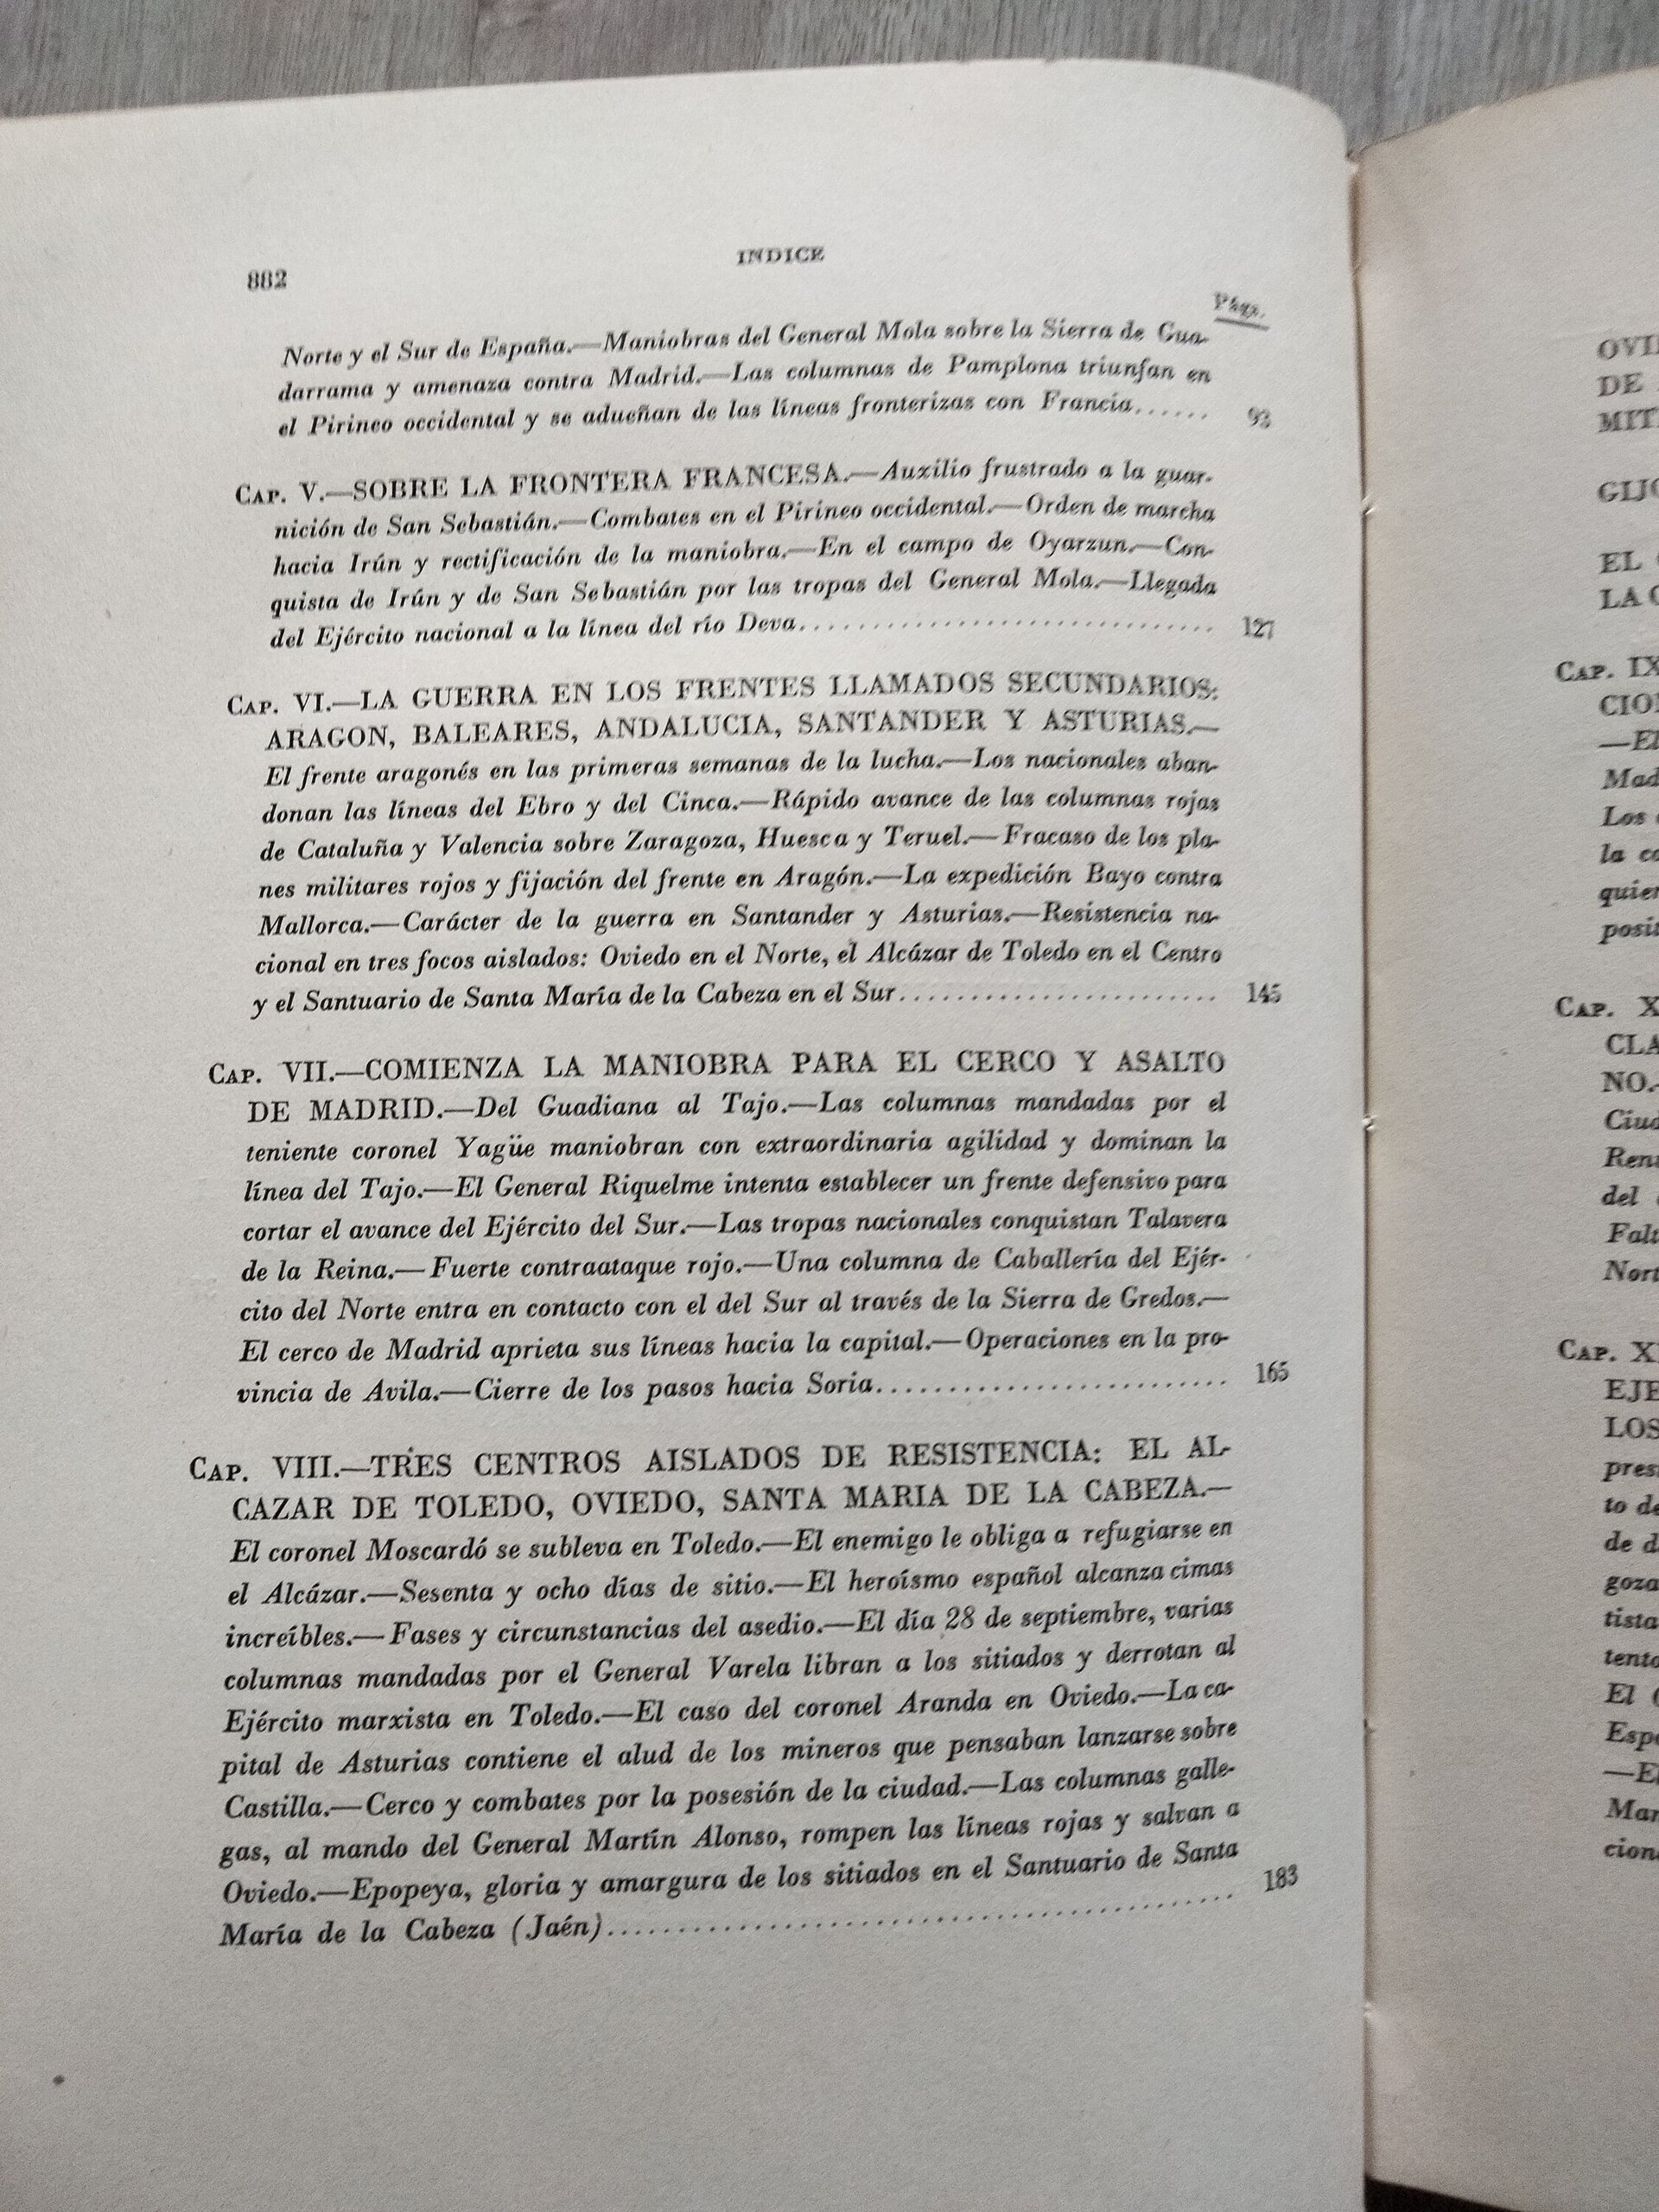 882
INDICE
Págs.
Norte y el Sur de España.—Maniobras del General Mola sobre la Sierra de Gua-
darrama y amenaza contra Madrid.—Las columnas de Pamplona triunfan en
el Pirineo occidental y se adueñan de las líneas fronterizas con Francia...... 93
Cap. V.—SOBRE LA FRONTERA FRANCESA.—Auxilio frustrado a la guar-
nición de San Sebastián.—Combates en el Pirineo occidental.—Orden de marcha
hacia Irún y rectificación de la maniobra.—En el campo de Oyarzun.—Con-
quista de Irún y de San Sebastián por las tropas del General Mola.—Llegada
del Ejército nacional a la línea del río Deva.............................. 127
Cap. VI.—LA GUERRA EN LOS FRENTES LLAMADOS SECUNDARIOS:
ARAGON, BALEARES, ANDALUCIA, SANTANDER Y ASTURIAS.—
El frente aragonés en las primeras semanas de la lucha.—Los nacionales aban-
donan las líneas del Ebro y del Cinca.—Rápido avance de las columnas rojas
de Cataluña y Valencia sobre Zaragoza, Huesca y Teruel.—Fracaso de los pla-
nes militares rojos y fijación del frente en Aragón.—La expedición Bayo contra
Mallorca.—Carácter de la guerra en Santander y Asturias.—Resistencia na-
cional en tres focos aislados: Oviedo en el Norte, el Alcázar de Toledo en el Centro
y el Santuario de Santa María de la Cabeza en el Sur........................ 145
Cap. VII.—COMIENZA LA MANIOBRA PARA EL CERCO Y ASALTO
DE MADRID.—Del Guadiana al Tajo.—Las columnas mandadas por el
teniente coronel Yagüe maniobran con extraordinaria agilidad y dominan la
línea del Tajo.—El General Riquelme intenta establecer un frente defensivo para
cortar el avance del Ejército del Sur.—Las tropas nacionales conquistan Talavera
de la Reina.—Fuerte contraataque rojo.—Una columna de Caballería del Ejér-
cito del Norte entra en contacto con el del Sur al través de la Sierra de Gredos.—
El cerco de Madrid aprieta sus líneas hacia la capital.—Operaciones en la pro-
vincia de Avila.—Cierre de los pasos hacia Soria.......................... 165
Cap. VIII.—TRES CENTROS AISLADOS DE RESISTENCIA: EL AL-
CAZAR DE TOLEDO, OVIEDO, SANTA MARIA DE LA CABEZA.—
El coronel Moscardó se subleva en Toledo.—El enemigo le obliga a refugiarse en
el Alcázar.—Sesenta y ocho días de sitio.—El heroísmo español alcanza cimas
increíbles.—Fases y circunstancias del asedio.—El día 28 de septiembre, varias
columnas mandadas por el General Varela libran a los sitiados y derrotan al
Ejército marxista en Toledo.—El caso del coronel Aranda en Oviedo.—La ca-
pital de Asturias contiene el alud de los mineros que pensaban lanzarse sobre
Castilla.—Cerco y combates por la posesión de la ciudad.—Las columnas galle-
gas, al mando del General Martín Alonso, rompen las líneas rojas y salvan a
Oviedo.—Epopeya, gloria y amargura de los sitiados en el Santuario de Santa
María de la Cabeza (Jaén)............................................. 183
DE
EL
Cap. IX
Cap. X
NO.
del
Cap.
LOS
to de
de
El